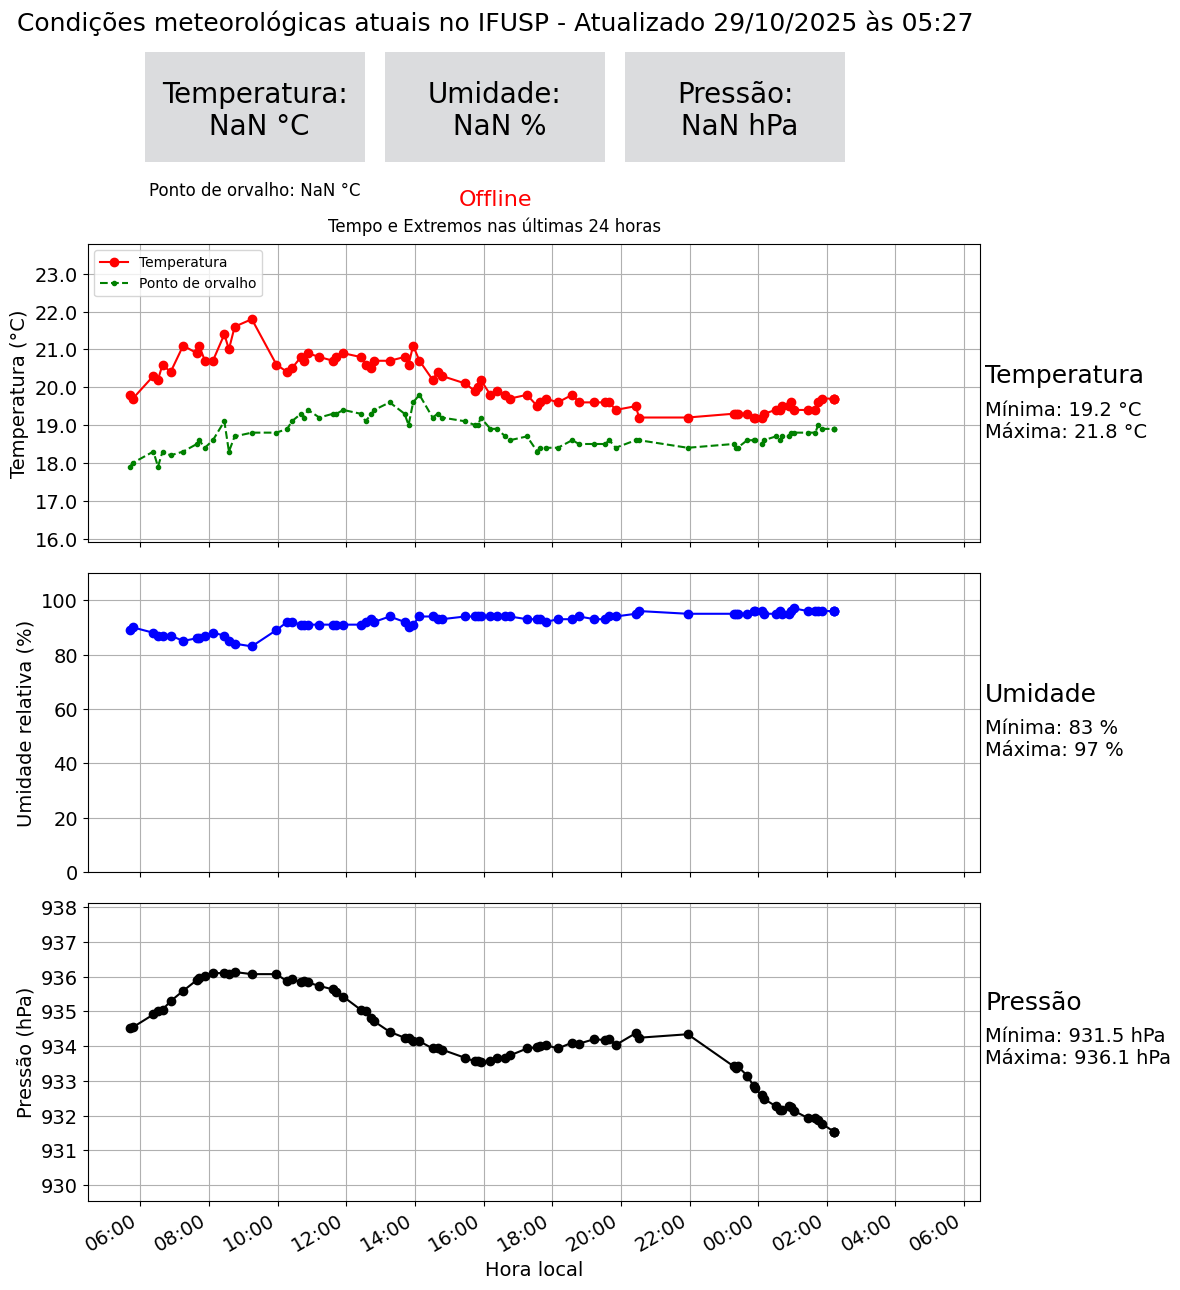 Condições meteorológicas atuais no IFUSP - Atualizado 29/10/2025 às 05:27
Temperatura:
NaN °C
Umidade:
NaN %
Pressão:
NaN hPa
Ponto de orvalho: NaN °C
Offline
Tempo e Extremos nas últimas 24 horas
Temperatura
Ponto de orvalho
Temperatura (°C)
23.0
22.0
21.0
20.0
19.0
18.0
17.0
16.0
Temperatura
Mínima: 19.2 °C
Máxima: 21.8 °C
Umidade relativa (%)
100
80
60
40
20
0
Umidade
Mínima: 83 %
Máxima: 97 %
Pressão (hPa)
938
937
936
935
934
933
932
931
930
Pressão
Mínima: 931.5 hPa
Máxima: 936.1 hPa
06:00
08:00
10:00
12:00
14:00
16:00
18:00
20:00
22:00
00:00
02:00
04:00
06:00
Hora local